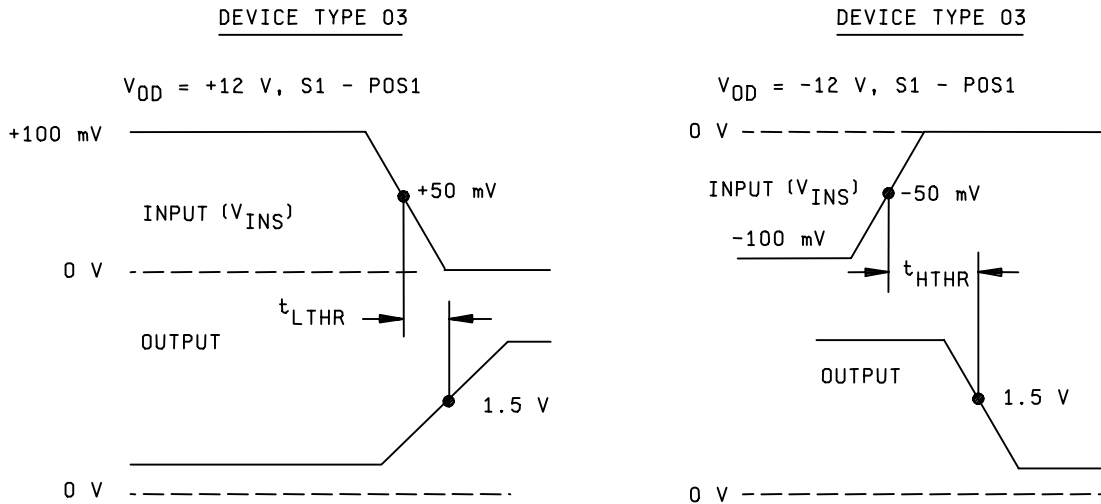 DEVICE TYPE 03
V_OD = +12 V, S1 - POS1
+100 mV
+50 mV
INPUT (V_INS)
0 V
t_LTHR
OUTPUT
1.5 V
0 V
DEVICE TYPE 03
V_OD = -12 V, S1 - POS1
0 V
INPUT (V_INS)
-50 mV
-100 mV
t_HTHR
OUTPUT
1.5 V
0 V